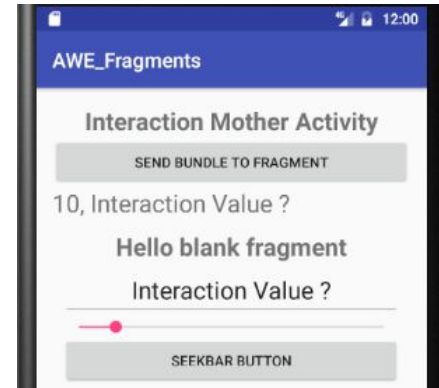 12:00
AWE_Fragments
Interaction Mother Activity
SEND BUNDLE TO FRAGMENT
10, Interaction Value ?
Hello blank fragment
Interaction Value ?
SEEKBAR BUTTON